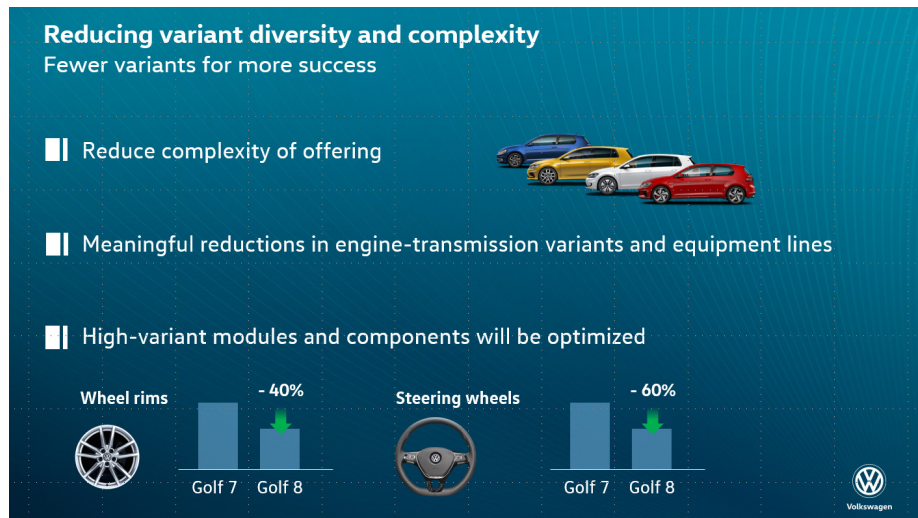 Reducing variant diversity and complexity
Fewer variants for more success
Reduce complexity of offering
Meaningful reductions in engine-transmission variants and equipment lines
High-variant modules and components will be optimized
Wheel rims
- 40%
Golf 7 Golf 8
Steering wheels
- 60%
Golf 7 Golf 8
Volkswagen